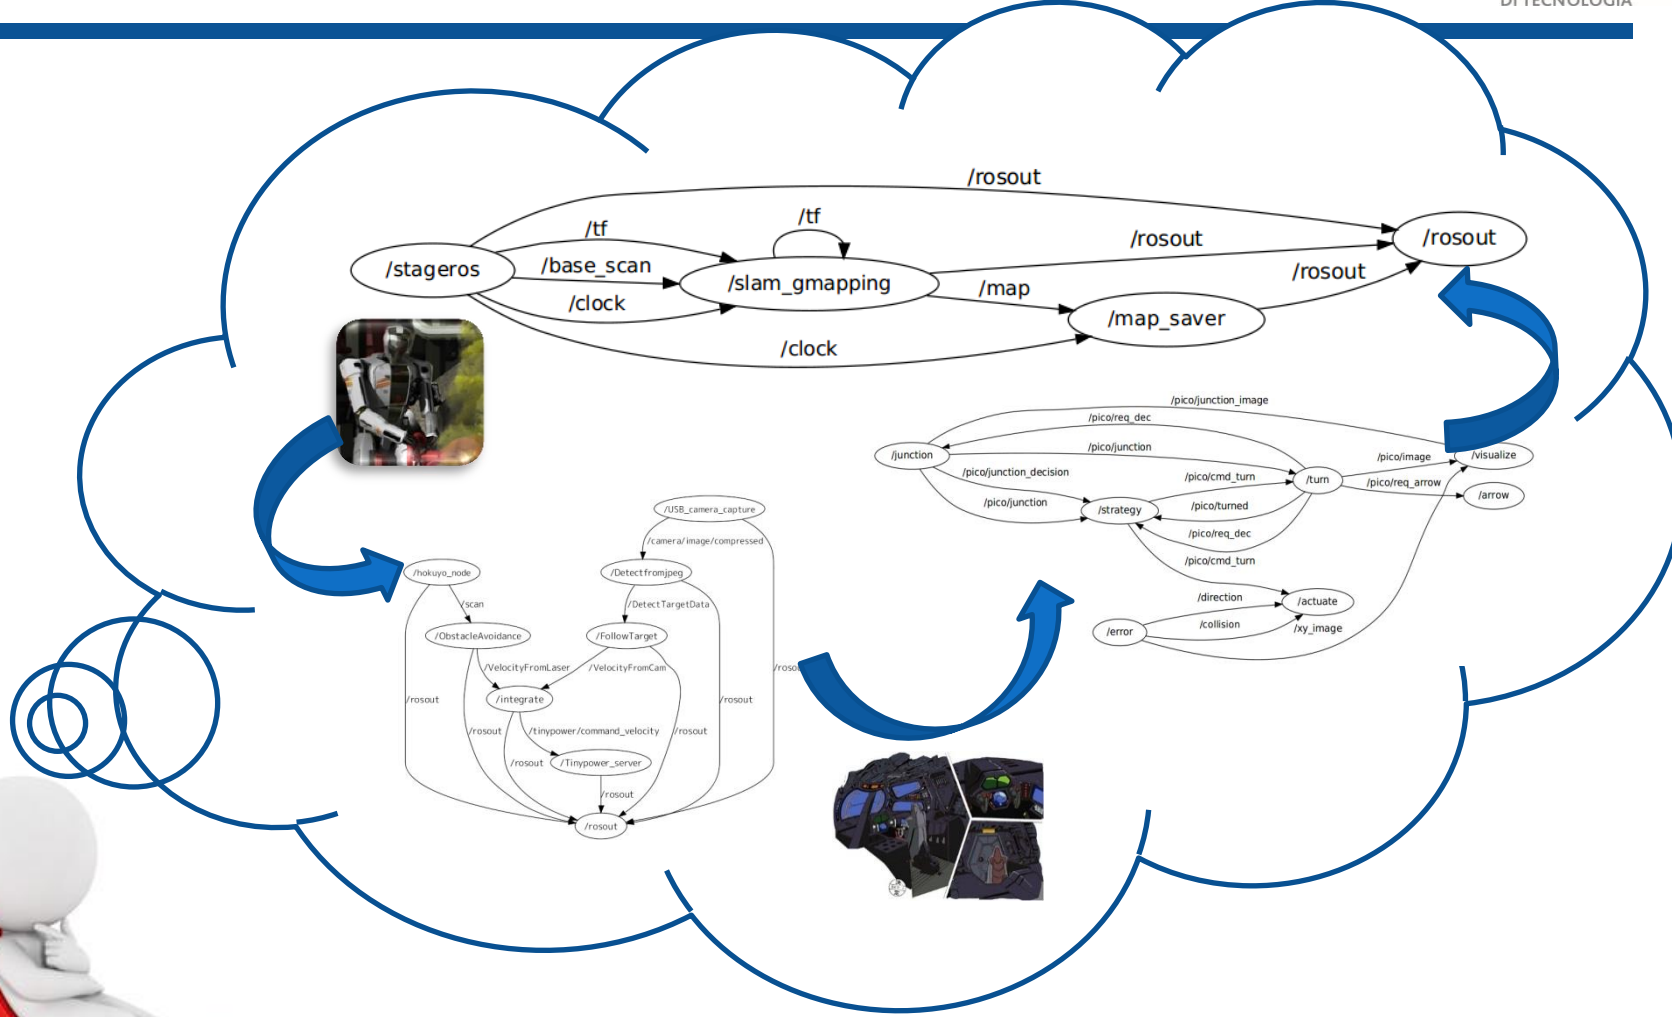 DI TECNOLOGIA
/rosout
/tf
/tf
/rosout
/rosout
/stageros
/base_scan
/rosout
/slam_gmapping
/map
/clock
/map_saver
/clock
/pico/junction_image
/pico/req_dec
/junction
/pico/junction
/pico/image
/visualize
/pico/junction_decision
/pico/cmd_turn
/turn
/pico/req_arrow
/arrow
/pico/junction
/strategy
/pico/turned
/pico/req_dec
/pico/cmd_turn
/direction
/actuate
/collision
/error
/xy_image
/USB_camera_capture
/camera/image/compressed
/hokuyo_node
/Detectfromjpeg
/scan
/DetectTargetData
/ObstacleAvoidance
/FollowTarget
/VelocityFromLaser
/VelocityFromCam
/roso
/rosout
/integrate
/rosout
/rosout
/tinypower/command_velocity
/rosout
/rosout
/Tinypower_server
/rosout
/rosout